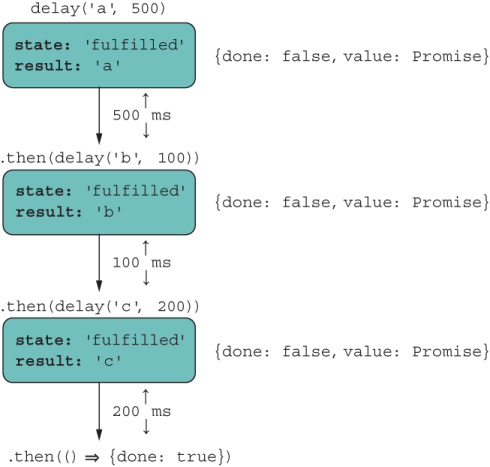 delay('a', 500)
state: 'fulfilled'
result: 'a'
{done: false, value: Promise}
↑
500 ms
↓
.then(delay('b', 100))
state: 'fulfilled'
result: 'b'
{done: false, value: Promise}
↑
100 ms
↓
.then(delay('c', 200))
state: 'fulfilled'
result: 'c'
{done: false, value: Promise}
↑
200 ms
↓
.then(() ⇒ {done: true})